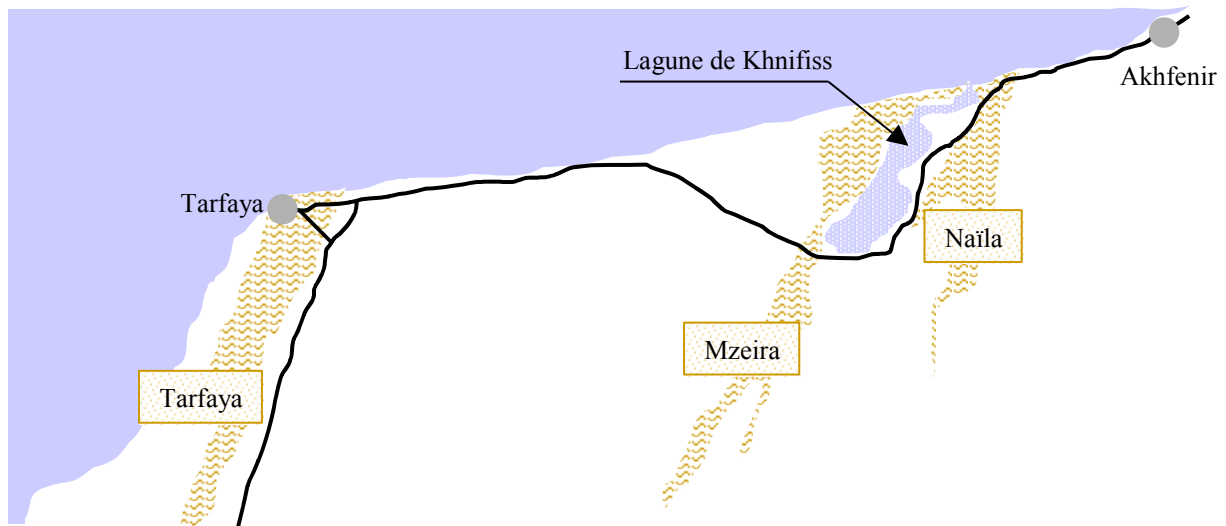 Lagune de Khnifiss
Akhfenir
Tarfaya
Naïla
Mzeira
Tarfaya